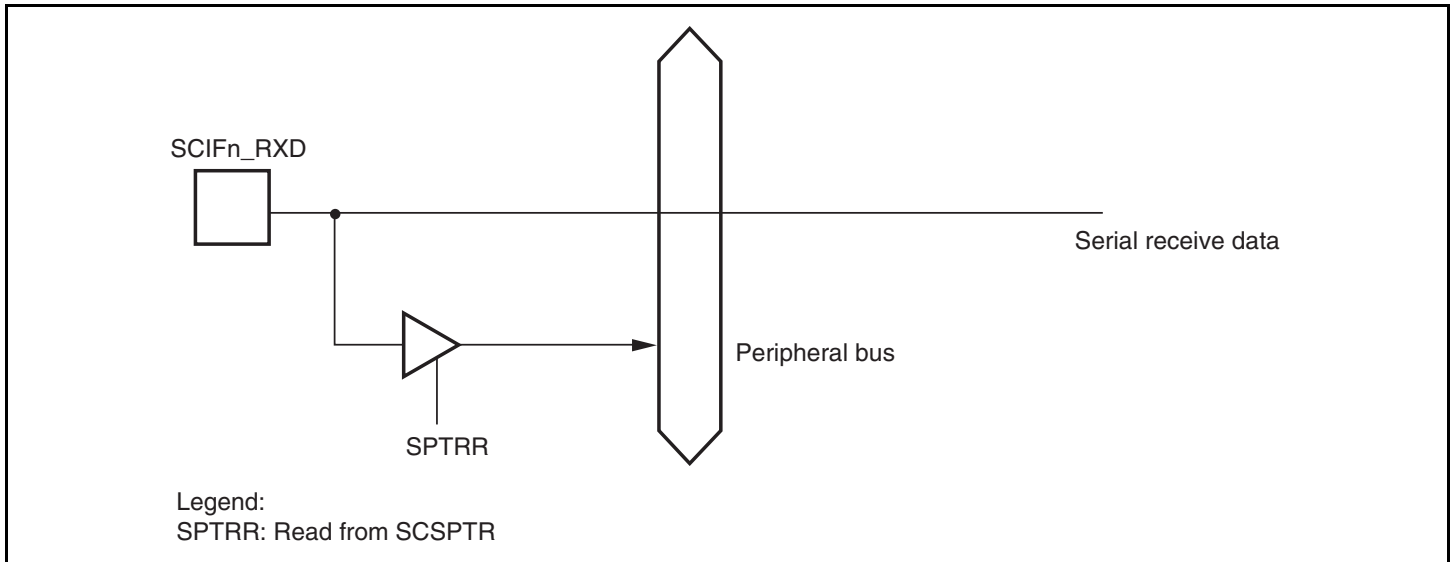 SCIFn_RXD
Serial receive data
Peripheral bus
SPTRR
Legend:
SPTRR: Read from SCSPTR